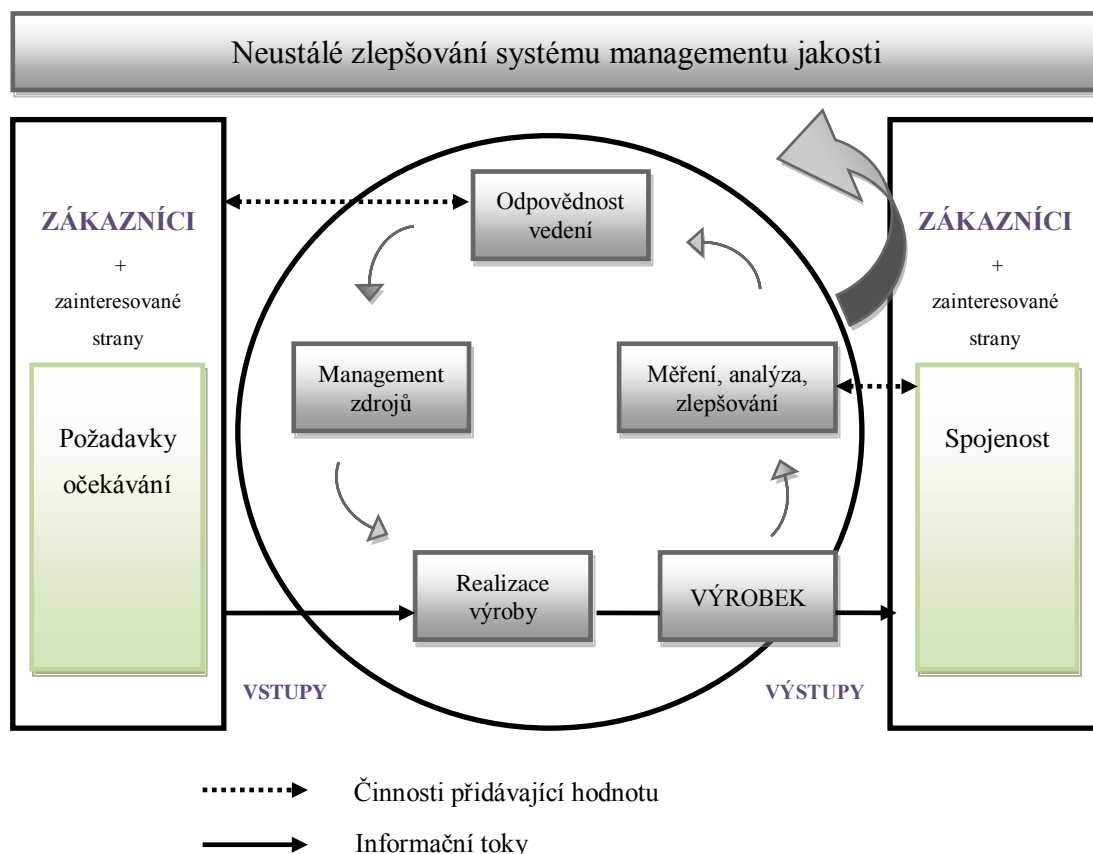 Neustálé zlepšování systému managementu jakosti
ZÁKAZNÍCI
+
zainteresované
strany
Požadavky
očekávání
Odpovědnost
vedení
Management
zdrojů
Měření, analýza,
zlepšování
Realizace
výroby
VÝROBEK
VSTUPY
VÝSTUPY
ZÁKAZNÍCI
+
zainteresované
strany
Spojenost
Činnosti přidávající hodnotu
Informační toky